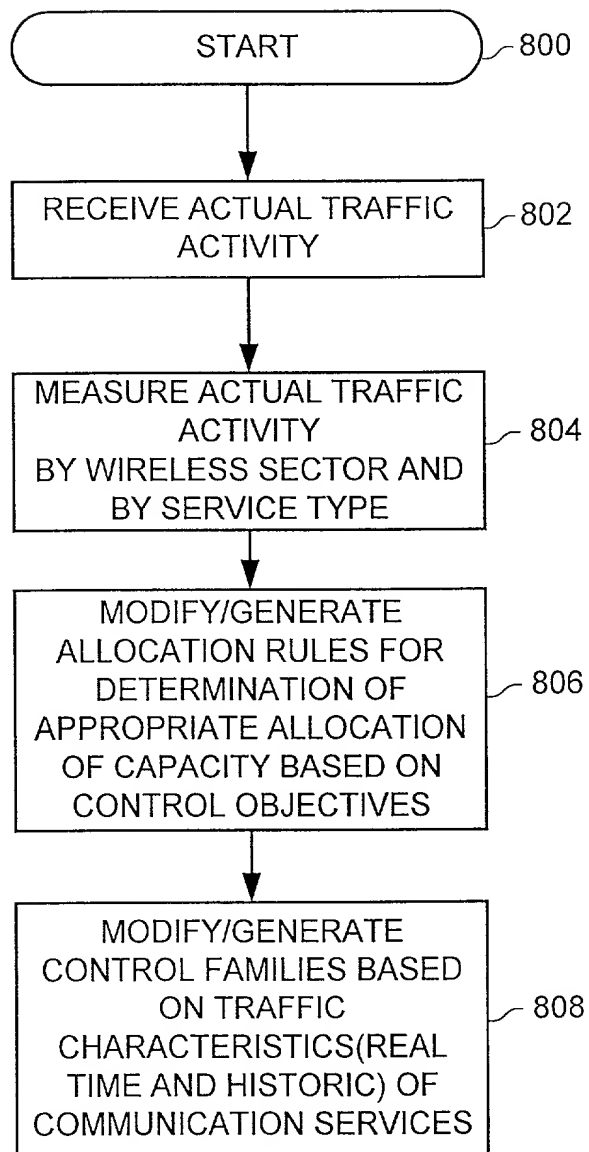 START
800
RECEIVE ACTUAL TRAFFIC
ACTIVITY
802
MEASURE ACTUAL TRAFFIC
ACTIVITY
BY WIRELESS SECTOR AND
BY SERVICE TYPE
804
MODIFY/GENERATE
ALLOCATION RULES FOR
DETERMINATION OF
APPROPRIATE ALLOCATION
OF CAPACITY BASED ON
CONTROL OBJECTIVES
806
MODIFY/GENERATE
CONTROL FAMILIES BASED
ON TRAFFIC
CHARACTERISTICS(REAL
TIME AND HISTORIC) OF
COMMUNICATION SERVICES
808